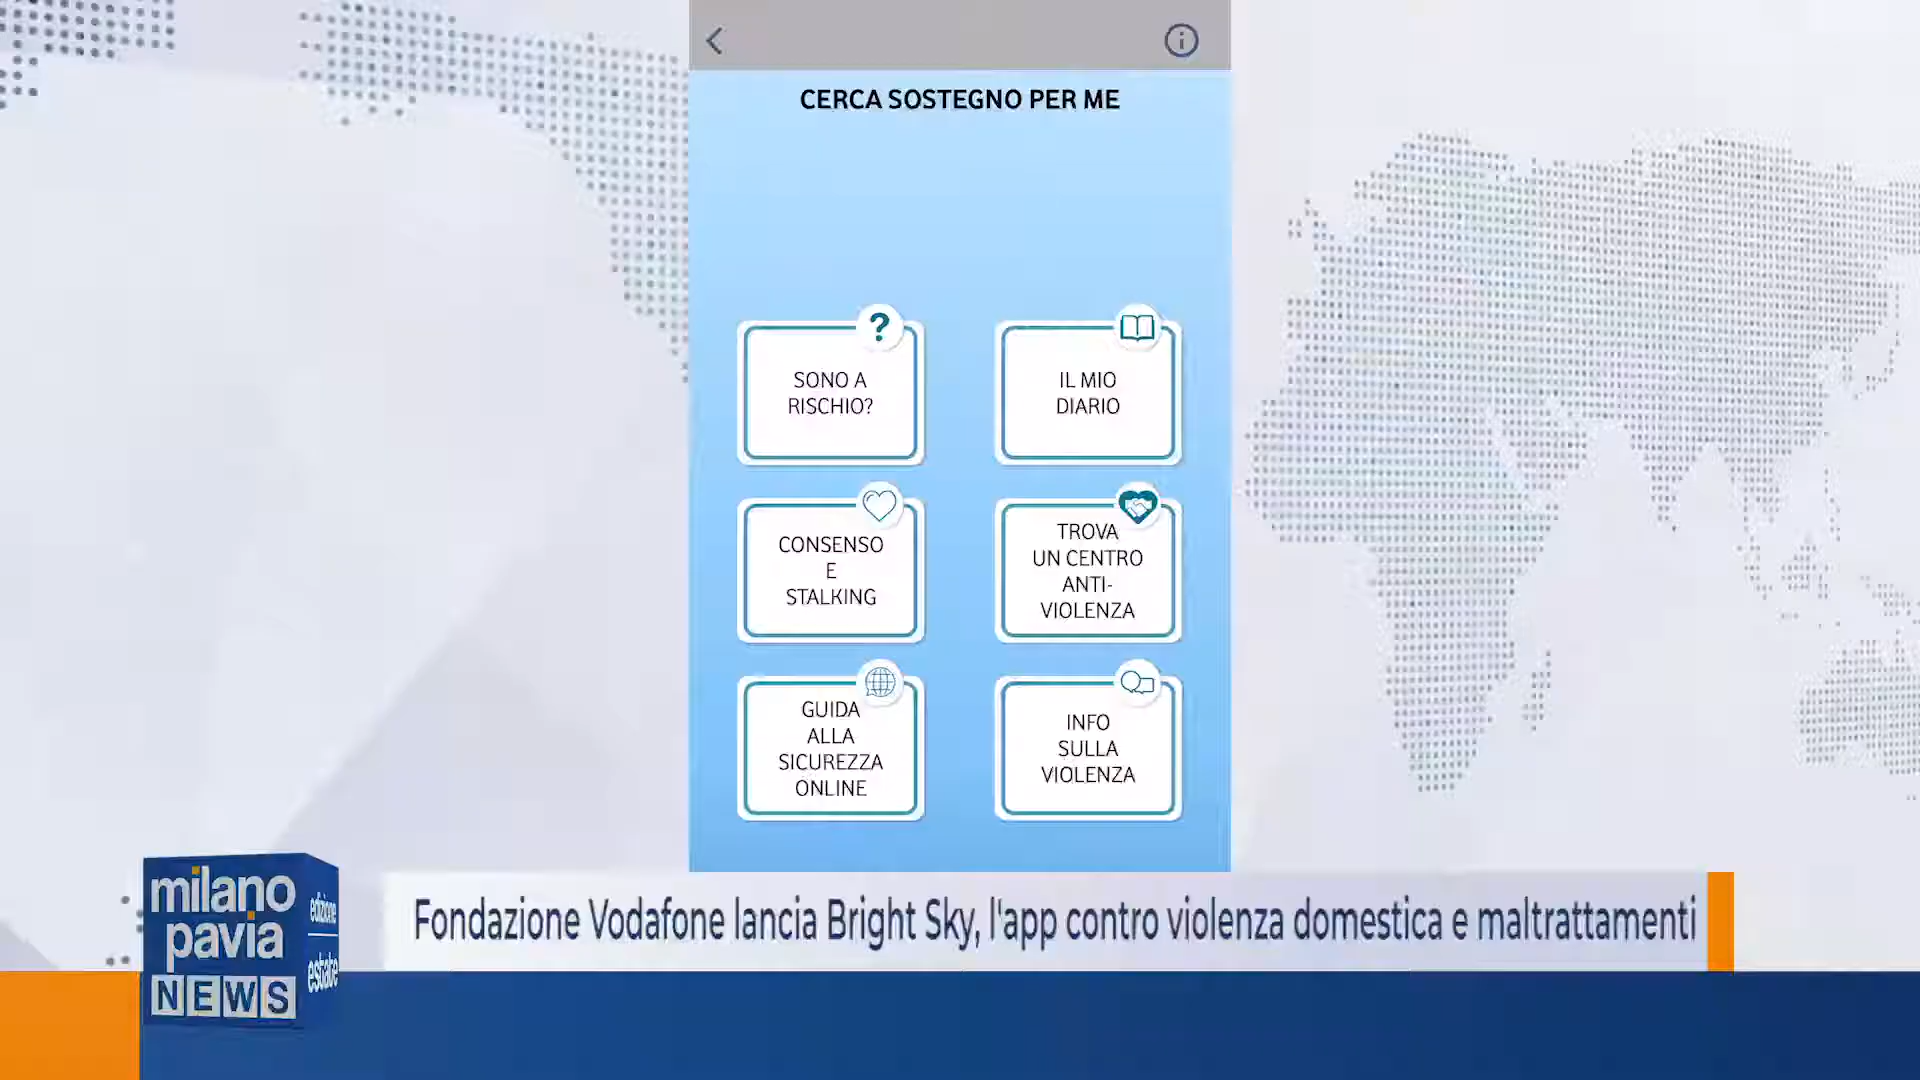 CERCA SOSTEGNO PER ME
?
SONO A
RISCHIO?
IL MIO
DIARIO
CONSENSO
E
STALKING
TROVA
UN CENTRO
ANTI-
VIOLENZA
GUIDA
ALLA
SICUREZZA
ONLINE
INFO
SULLA
VIOLENZA
Fondazione Vodafone lancia Bright Sky, l'app contro violenza domestica e maltrattamenti
milano
pavia
NEWS
edizione
estate